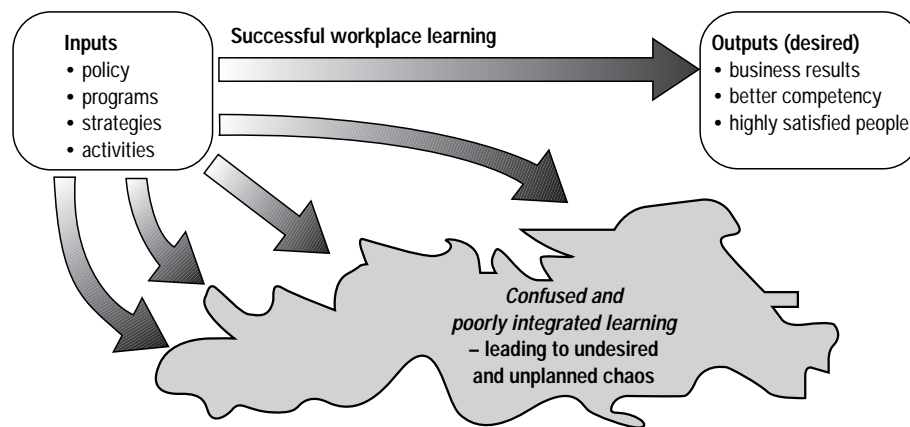 Inputs
• policy
• programs
• strategies
• activities
Successful workplace learning
Outputs (desired)
• business results
• better competency
• highly satisfied people
Confused and
poorly integrated learning
– leading to undesired
and unplanned chaos